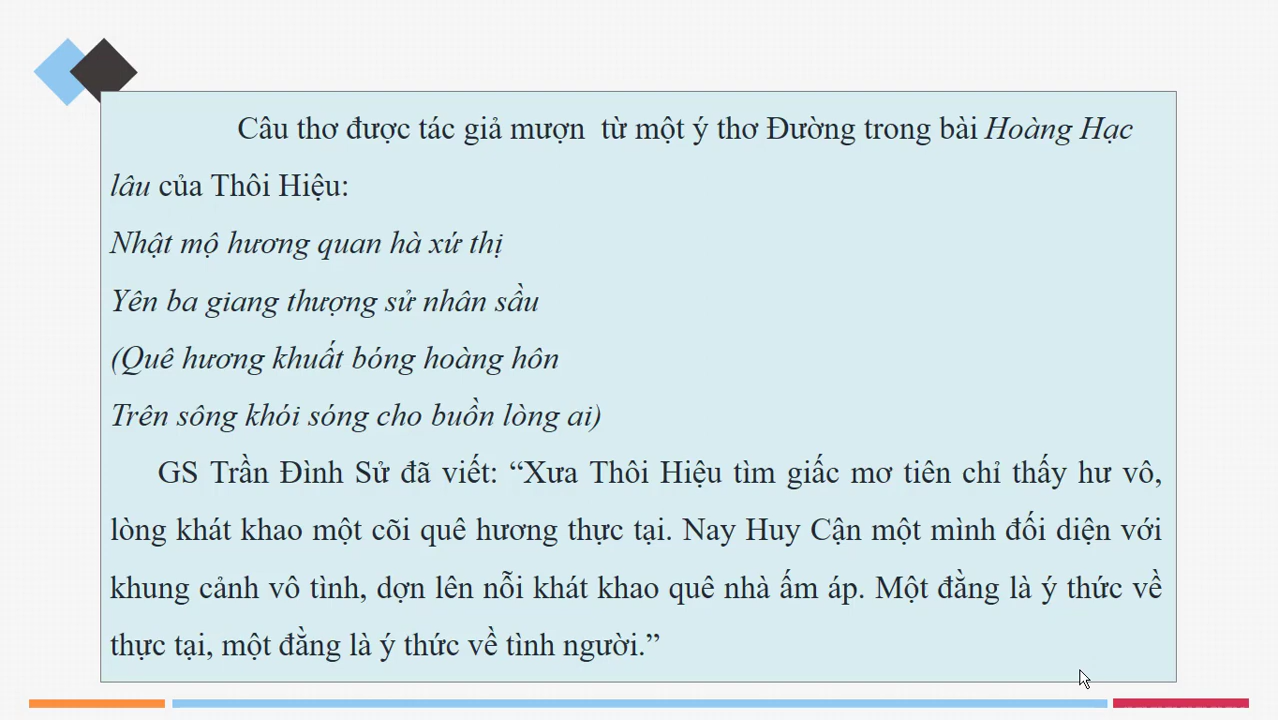 Câu thơ được tác giả mượn từ một ý thơ Đường trong bài Hoàng Hạc
lâu của Thôi Hiệu:
Nhật mộ hương quan hà xứ thị
Yên ba giang thượng sử nhân sầu
(Quê hương khuất bóng hoàng hôn
Trên sông khói sóng cho buồn lòng ai)
GS Trần Đình Sử đã viết: “Xưa Thôi Hiệu tìm giấc mơ tiên chỉ thấy hư vô,
lòng khát khao một cõi quê hương thực tại. Nay Huy Cận một mình đối diện với
khung cảnh vô tình, dợn lên nỗi khát khao quê nhà ấm áp. Một đằng là ý thức về
thực tại, một đằng là ý thức về tình người.”